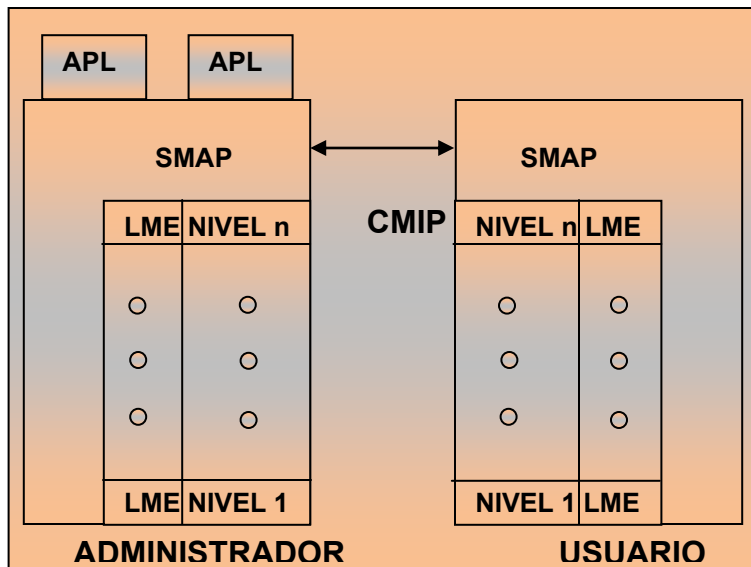 APL APL
SMAP SMAP
CMIP
LME NIVEL n NIVEL n LME
LME NIVEL 1 NIVEL 1 LME
ADMINISTRADOR USUARIO